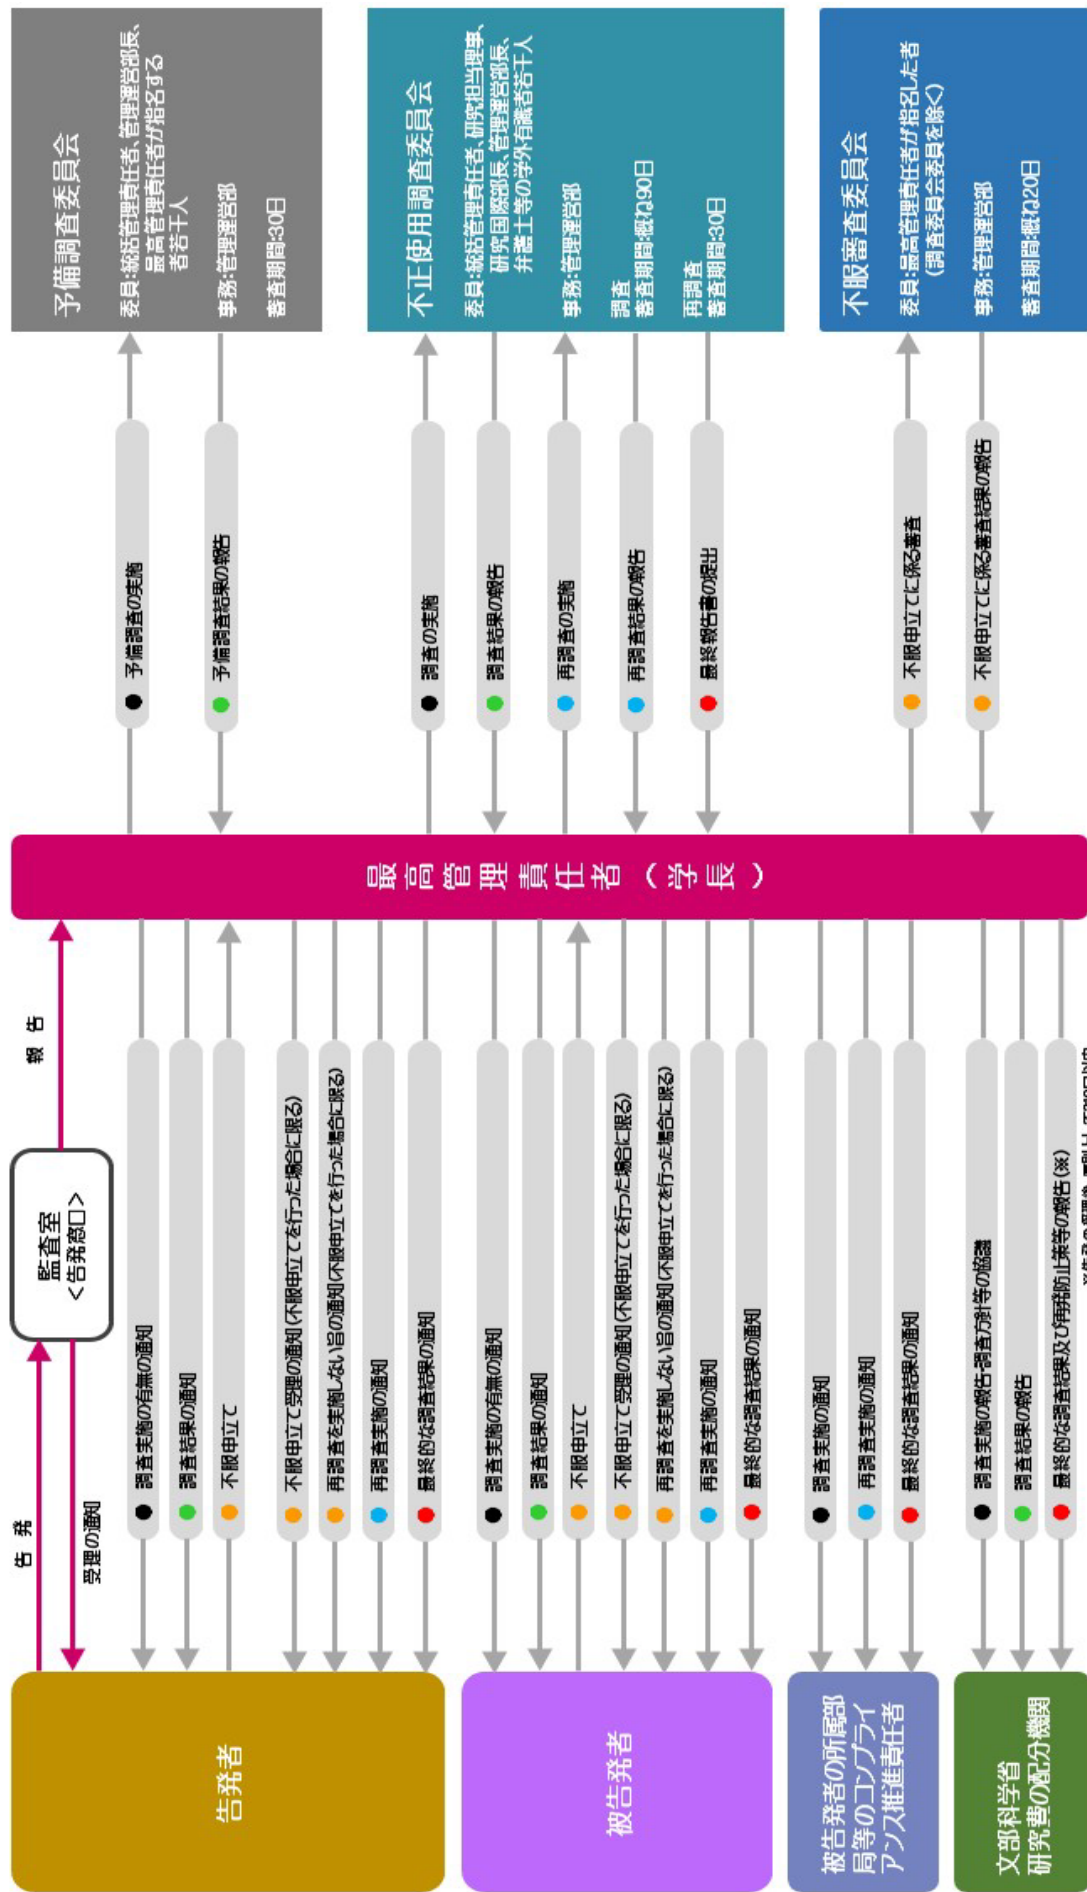 告 発
受理の通知
監査室
<告発窓口>
報 告
告発者
調査実施の有無の通知
調査結果の通知
不服申立て
不服申立て受理の通知(不服申立てを行った場合に限る)
再調査を実施しない旨の通知(不服申立てを行った場合に限る)
再調査実施の通知
最終的な調査結果の通知
被告発者
調査実施の有無の通知
調査結果の通知
不服申立て
不服申立て受理の通知(不服申立てを行った場合に限る)
再調査を実施しない旨の通知(不服申立てを行った場合に限る)
再調査実施の通知
最終的な調査結果の通知
被告発者の所属部
局等のコンプライ
アンス推進責任者
調査実施の通知
再調査実施の通知
最終的な調査結果の通知
文部科学省
研究費の配分機関
調査実施の報告・調査方針等の協議
調査結果の報告
最終的な調査結果及び再発防止策等の報告(※)
最高管理責任者(学長)
予備調査の実施
予備調査結果の報告
調査の実施
調査結果の報告
再調査の実施
再調査結果の報告
最終報告書の提出
不服申立てに係る審査
不服申立てに係る審査結果の報告
予備調査委員会
委員:統括管理責任者、管理運営部長、
最高管理責任者が指名する
者若干人
事務:管理運営部
審査期間:30日
不正使用調査委員会
委員:統括管理責任者、研究担当理事、
研究国際部長、管理運営部長、
弁護士等の学外有識者若干人
事務:管理運営部
調査
審査期間:概ね90日
再調査
審査期間:30日
不服審査委員会
委員:最高管理責任者が指名した者
(調査委員会委員を除く)
事務:管理運営部
審査期間:概ね20日